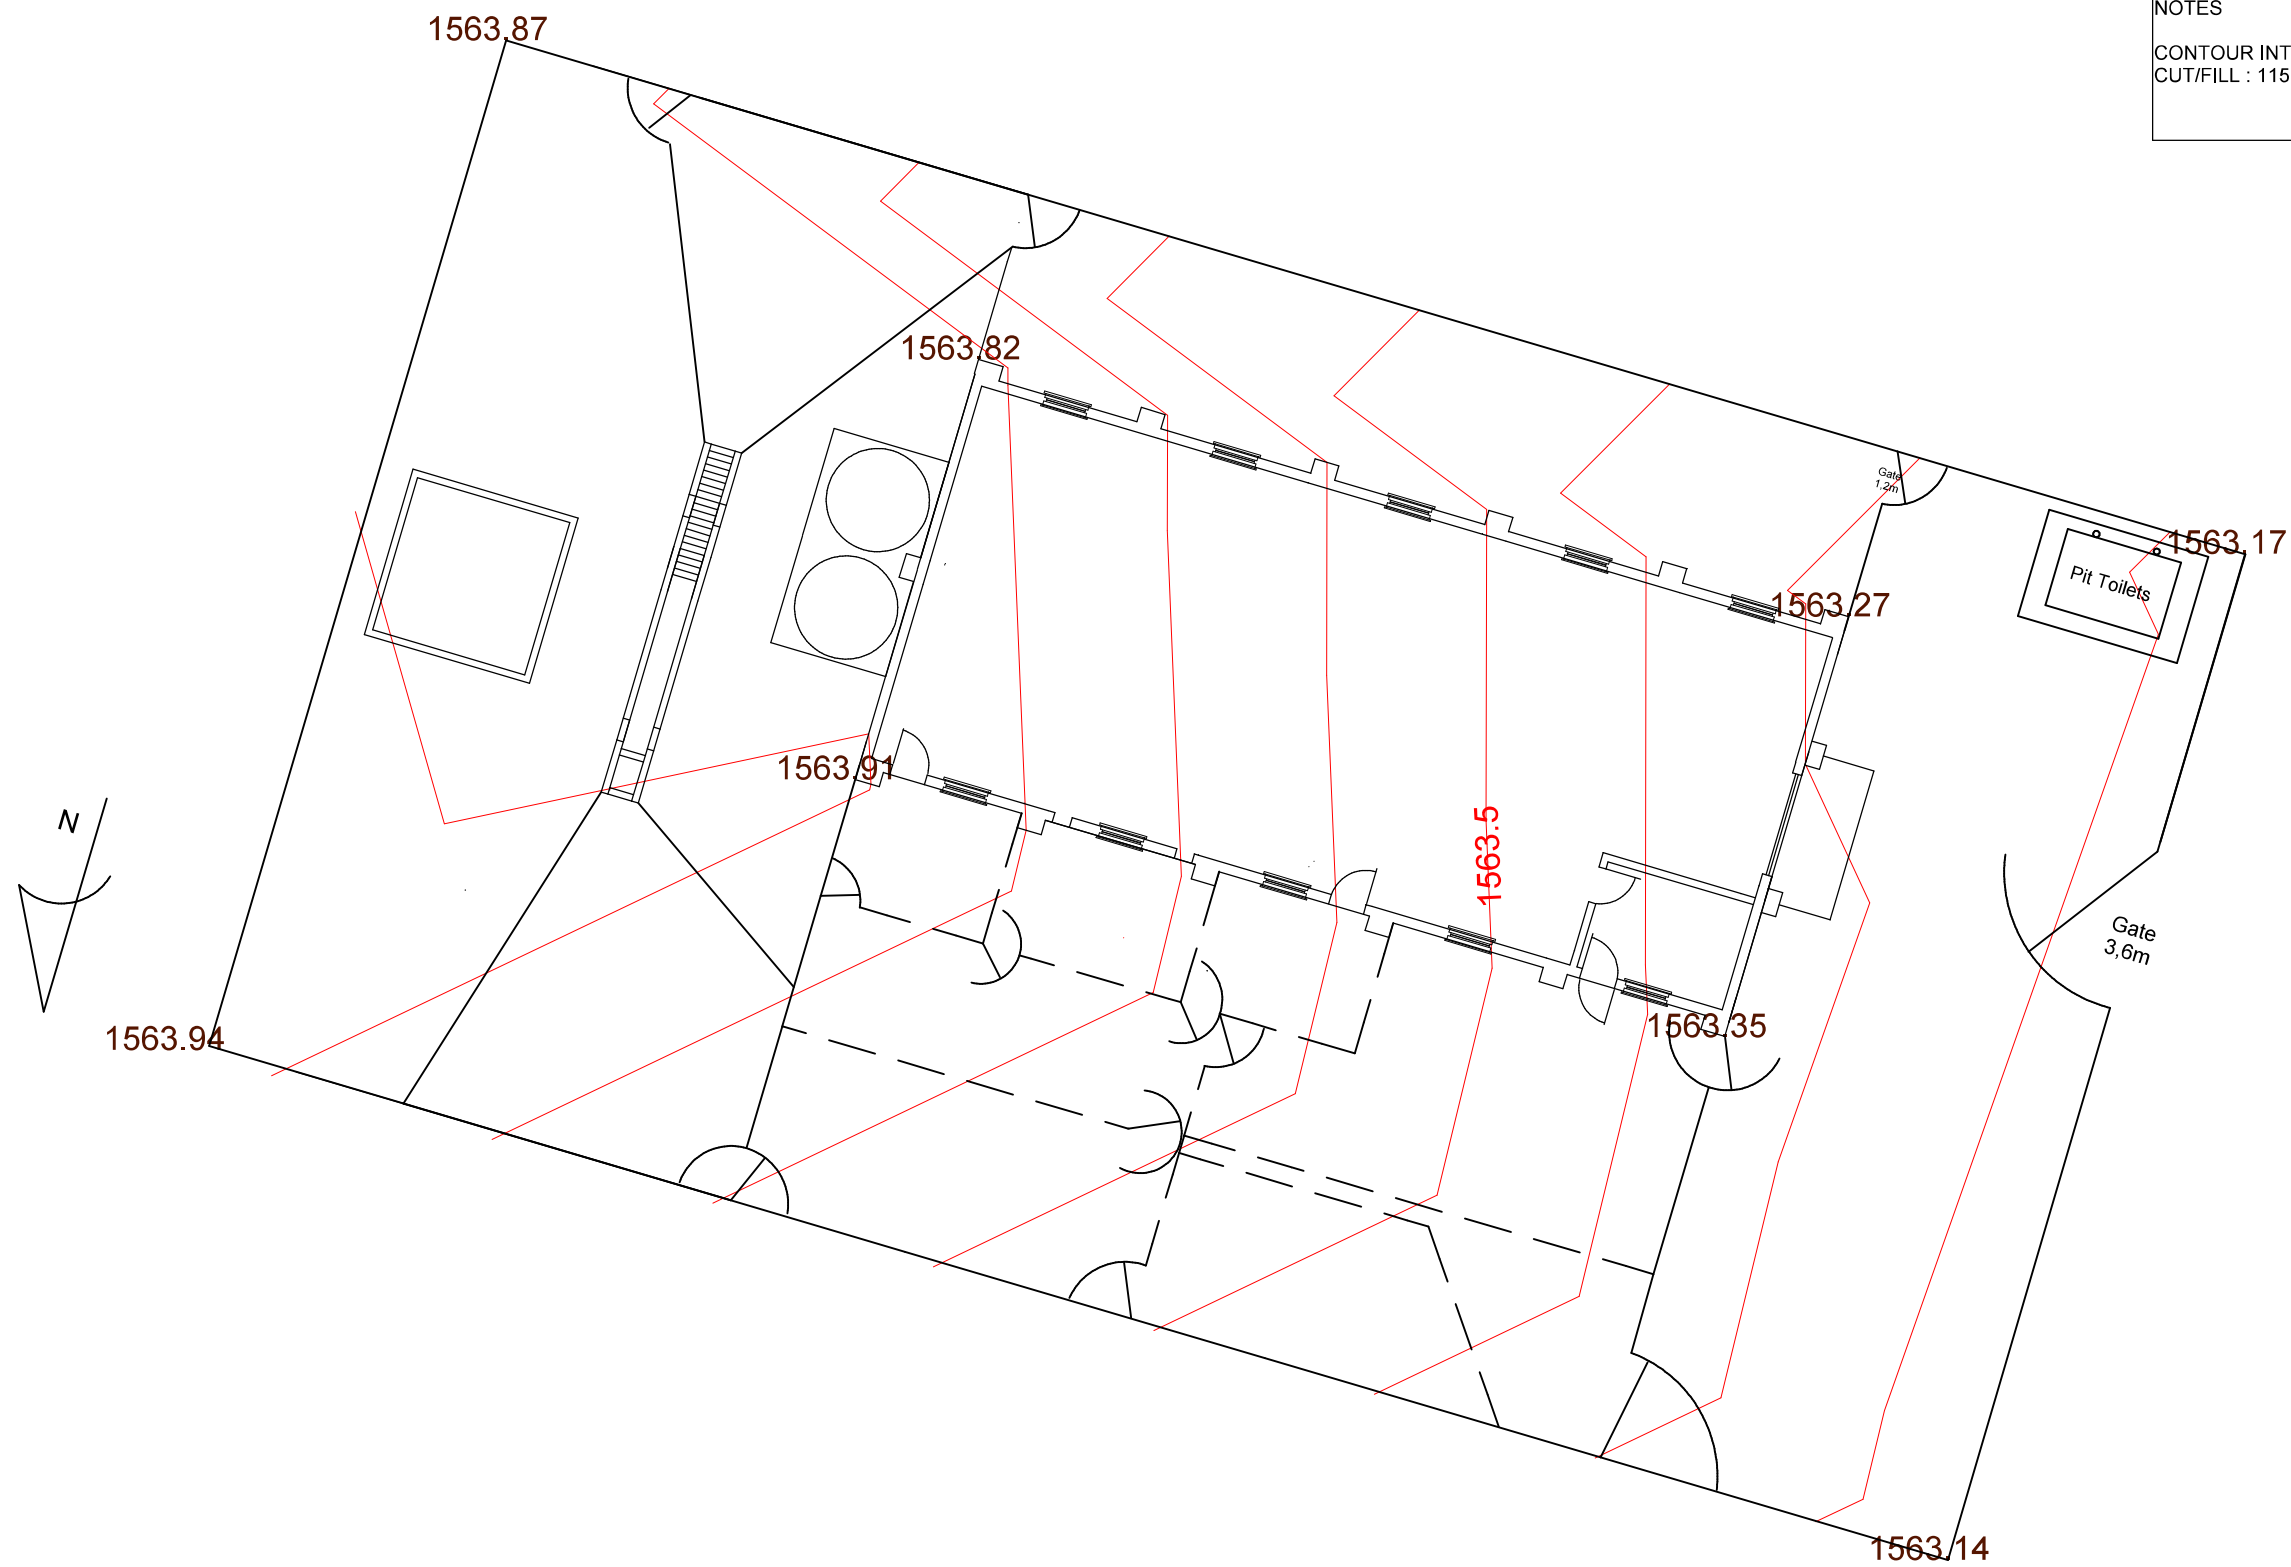 NOTES
CONTOUR INT
CUT/FILL : 115
1563.87
1563.82
Gate
1,2m
1563.17
Pit Toilets
1563.27
1563.91
N
1563.5
Gate
3,6m
1563.94
1563.35
1563.14